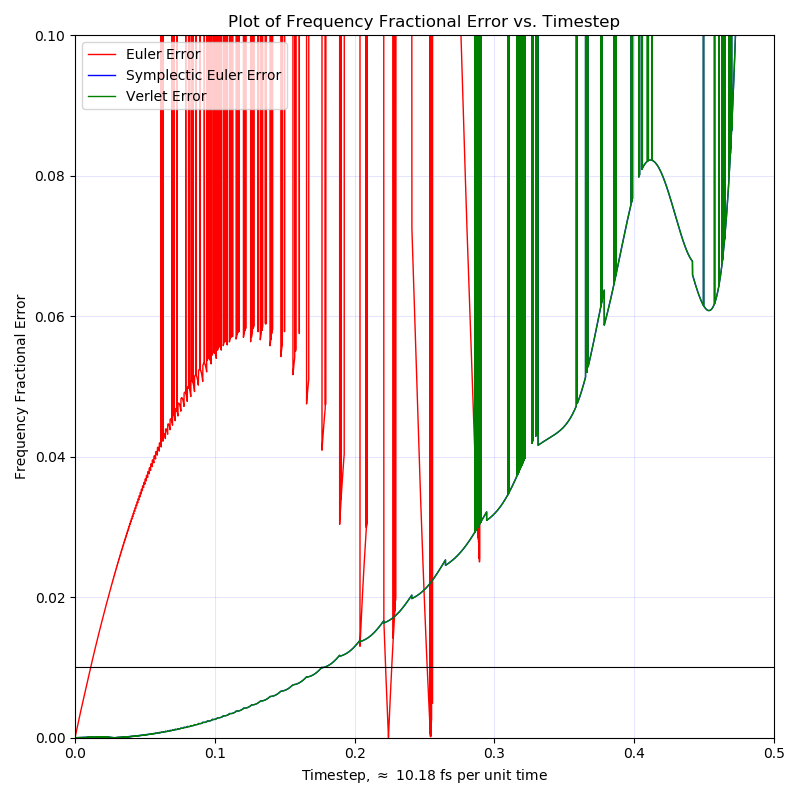 Plot of Frequency Fractional Error vs. Timestep
Euler Error
Symplectic Euler Error
Verlet Error
Frequency Fractional Error
0.10
0.08
0.06
0.04
0.02
0.00
0.0 0.1 0.2 0.3 0.4 0.5
Timestep, ≈ 10.18 fs per unit time